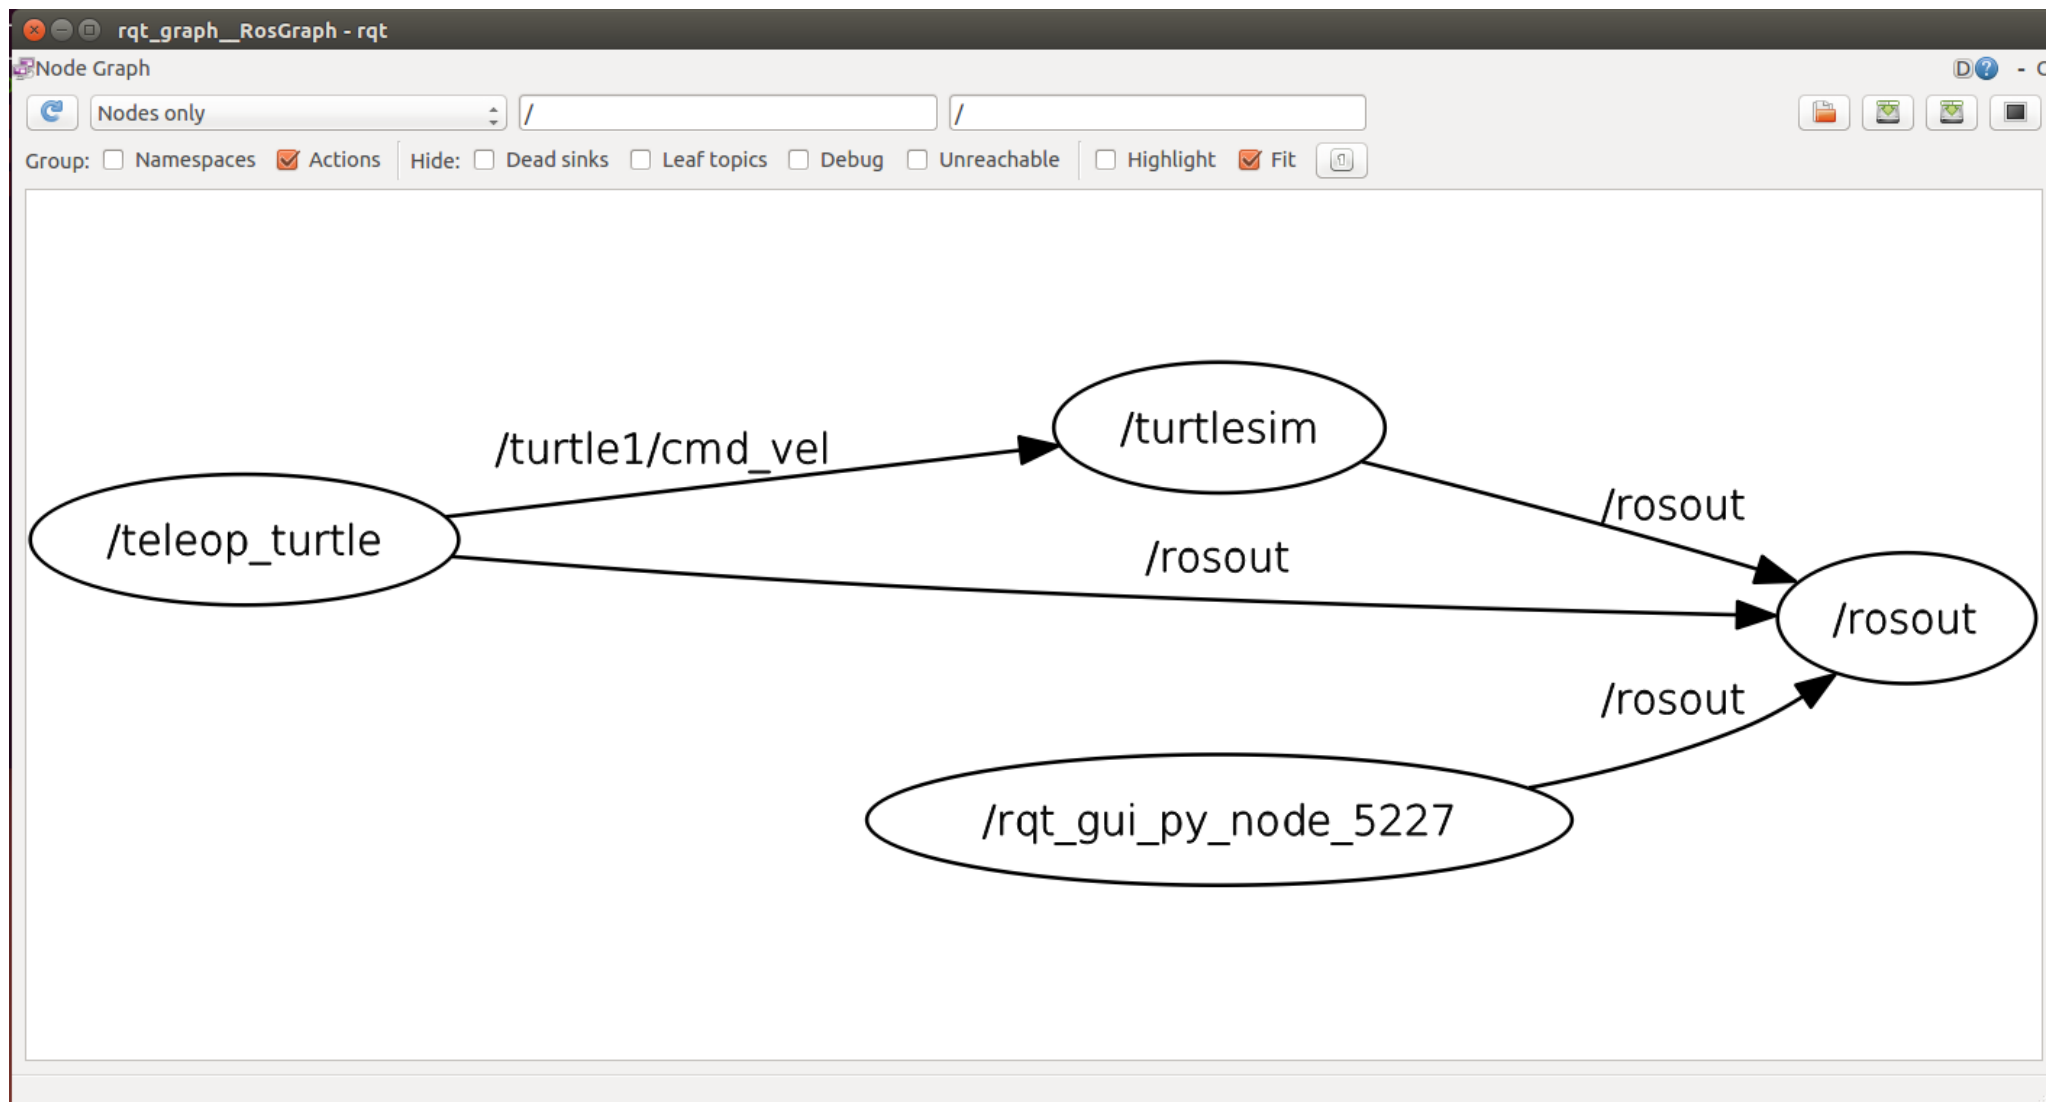 rqt_graph__RosGraph - rqt
Node Graph
D ? - O
Nodes only / /
Group: Namespaces Actions Hide: Dead sinks Leaf topics Debug Unreachable Highlight Fit
/turtlesim
/turtle1/cmd_vel
/rosout
/teleop_turtle
/rosout
/rosout
/rosout
/rqt_gui_py_node_5227